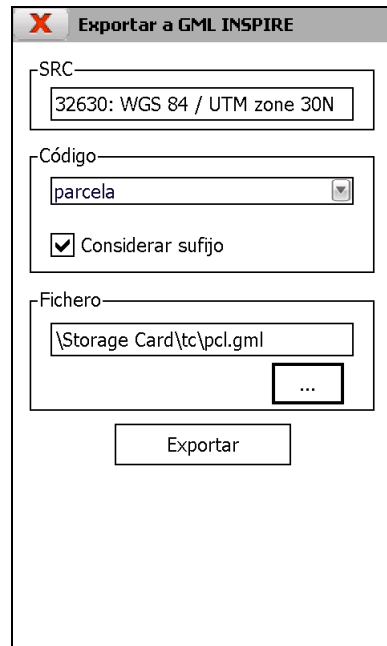 X Exportar a GML INSPIRE
SRC
32630: WGS 84 / UTM zone 30N
Código
parcela
Considerar sufijo
Fichero
\Storage Card\tc\pcl.gml
...
Exportar